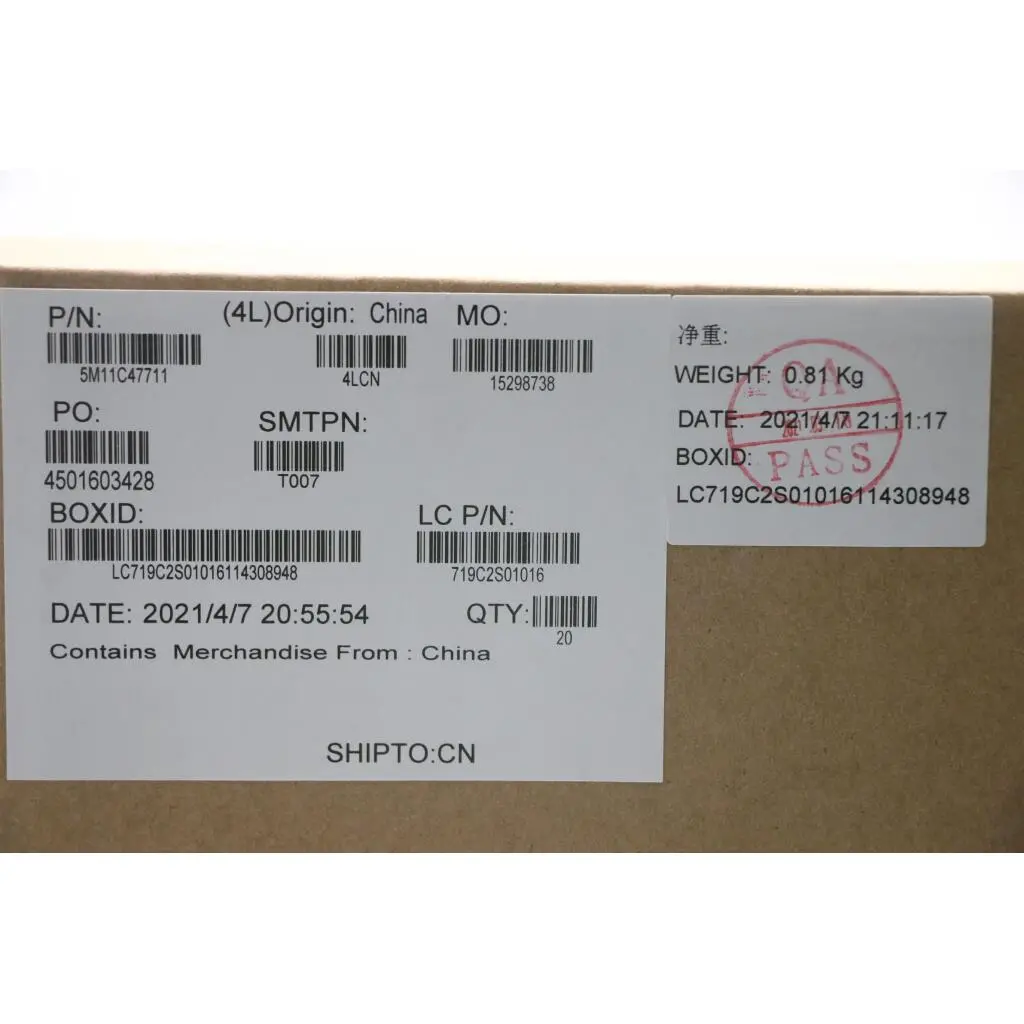 P/N: (4L)Origin: China MO:
5M11C47711 4LCN 15298738
PO: SMTPN:
4501603428 T007
BOXID: LC P/N:
LC719C2S01016114308948 719C2S01016
DATE: 2021/4/7 20:55:54 QTY:
20
Contains Merchandise From : China
SHIPTO:CN
净重:
WEIGHT: 0.81 Kg
DATE: 2021/4/7 21:11:17
BOXID:
LC719C2S01016114308948
QA
PASS